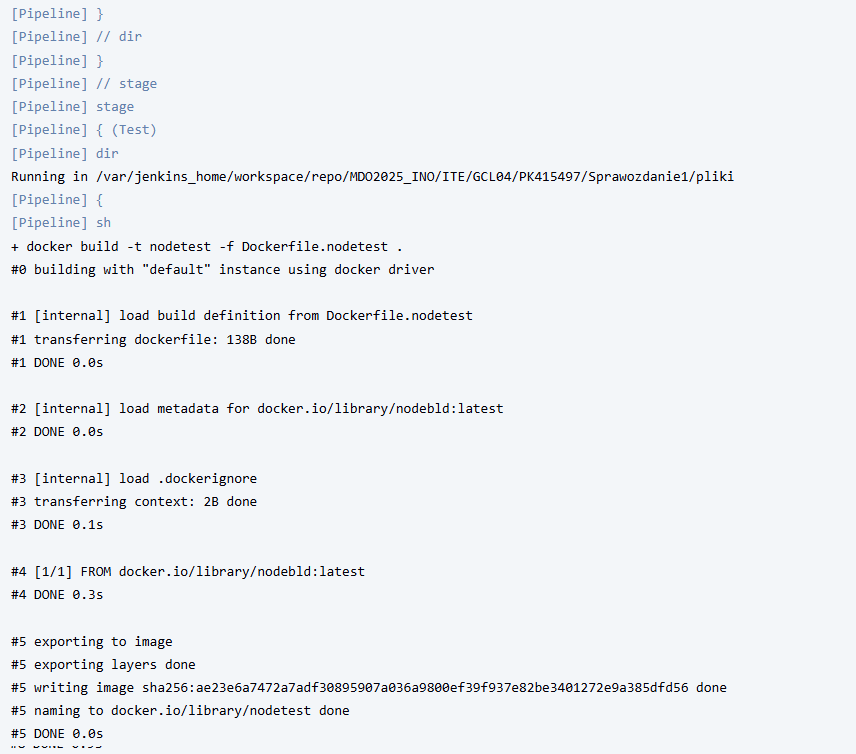 [Pipeline] }
[Pipeline] // dir
[Pipeline] }
[Pipeline] // stage
[Pipeline] stage
[Pipeline] { (Test)
[Pipeline] dir
Running in /var/jenkins_home/workspace/repo/MDO2025_INO/ITE/GCL04/PK415497/Sprawozdanie1/pliki
[Pipeline] {
[Pipeline] sh
+ docker build -t nodetest -f Dockerfile.nodetest .
#0 building with "default" instance using docker driver
#1 [internal] load build definition from Dockerfile.nodetest
#1 transferring dockerfile: 138B done
#1 DONE 0.0s
#2 [internal] load metadata for docker.io/library/nodebld:latest
#2 DONE 0.0s
#3 [internal] load .dockerignore
#3 transferring context: 2B done
#3 DONE 0.1s
#4 [1/1] FROM docker.io/library/nodebld:latest
#4 DONE 0.3s
#5 exporting to image
#5 exporting layers done
#5 writing image sha256:ae23e6a7472a7adf30895907a036a9800ef39f937e82be3401272e9a385dfd56 done
#5 naming to docker.io/library/nodetest done
#5 DONE 0.0s